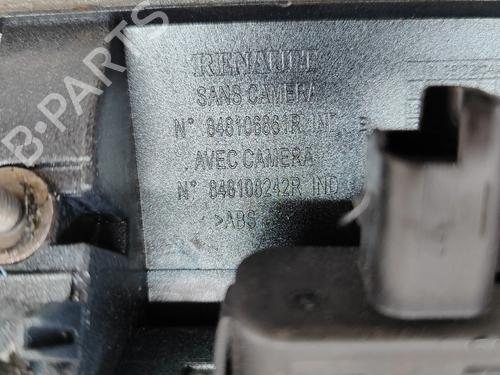 RENAULT
SANS CAMERA
N° 848106861R IND
AVEC CAMERA
N° 848108242R IND
>ABS
B-PARTS